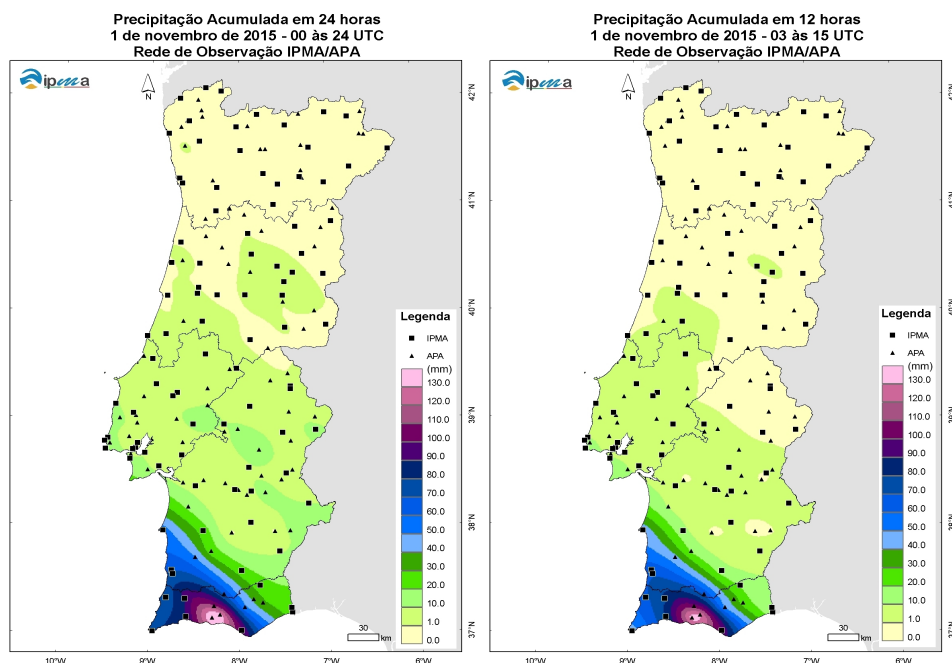 Precipitação Acumulada em 24 horas
1 de novembro de 2015 - 00 às 24 UTC
Rede de Observação IPMA/APA
ipma
N
42°N
41°N
40°N
39°N
38°N
37°N
Legenda
IPMA
APA
(mm)
130.0
120.0
110.0
100.0
90.0
80.0
70.0
60.0
50.0
40.0
30.0
20.0
10.0
1.0
0.0
30
km
10°W
9°W
8°W
7°W
6°W
Precipitação Acumulada em 12 horas
1 de novembro de 2015 - 03 às 15 UTC
Rede de Observação IPMA/APA
ipma
N
42°N
41°N
40°N
39°N
38°N
37°N
Legenda
IPMA
APA
(mm)
130.0
120.0
110.0
100.0
90.0
80.0
70.0
60.0
50.0
40.0
30.0
20.0
10.0
1.0
0.0
30
km
10°W
9°W
8°W
7°W
6°W